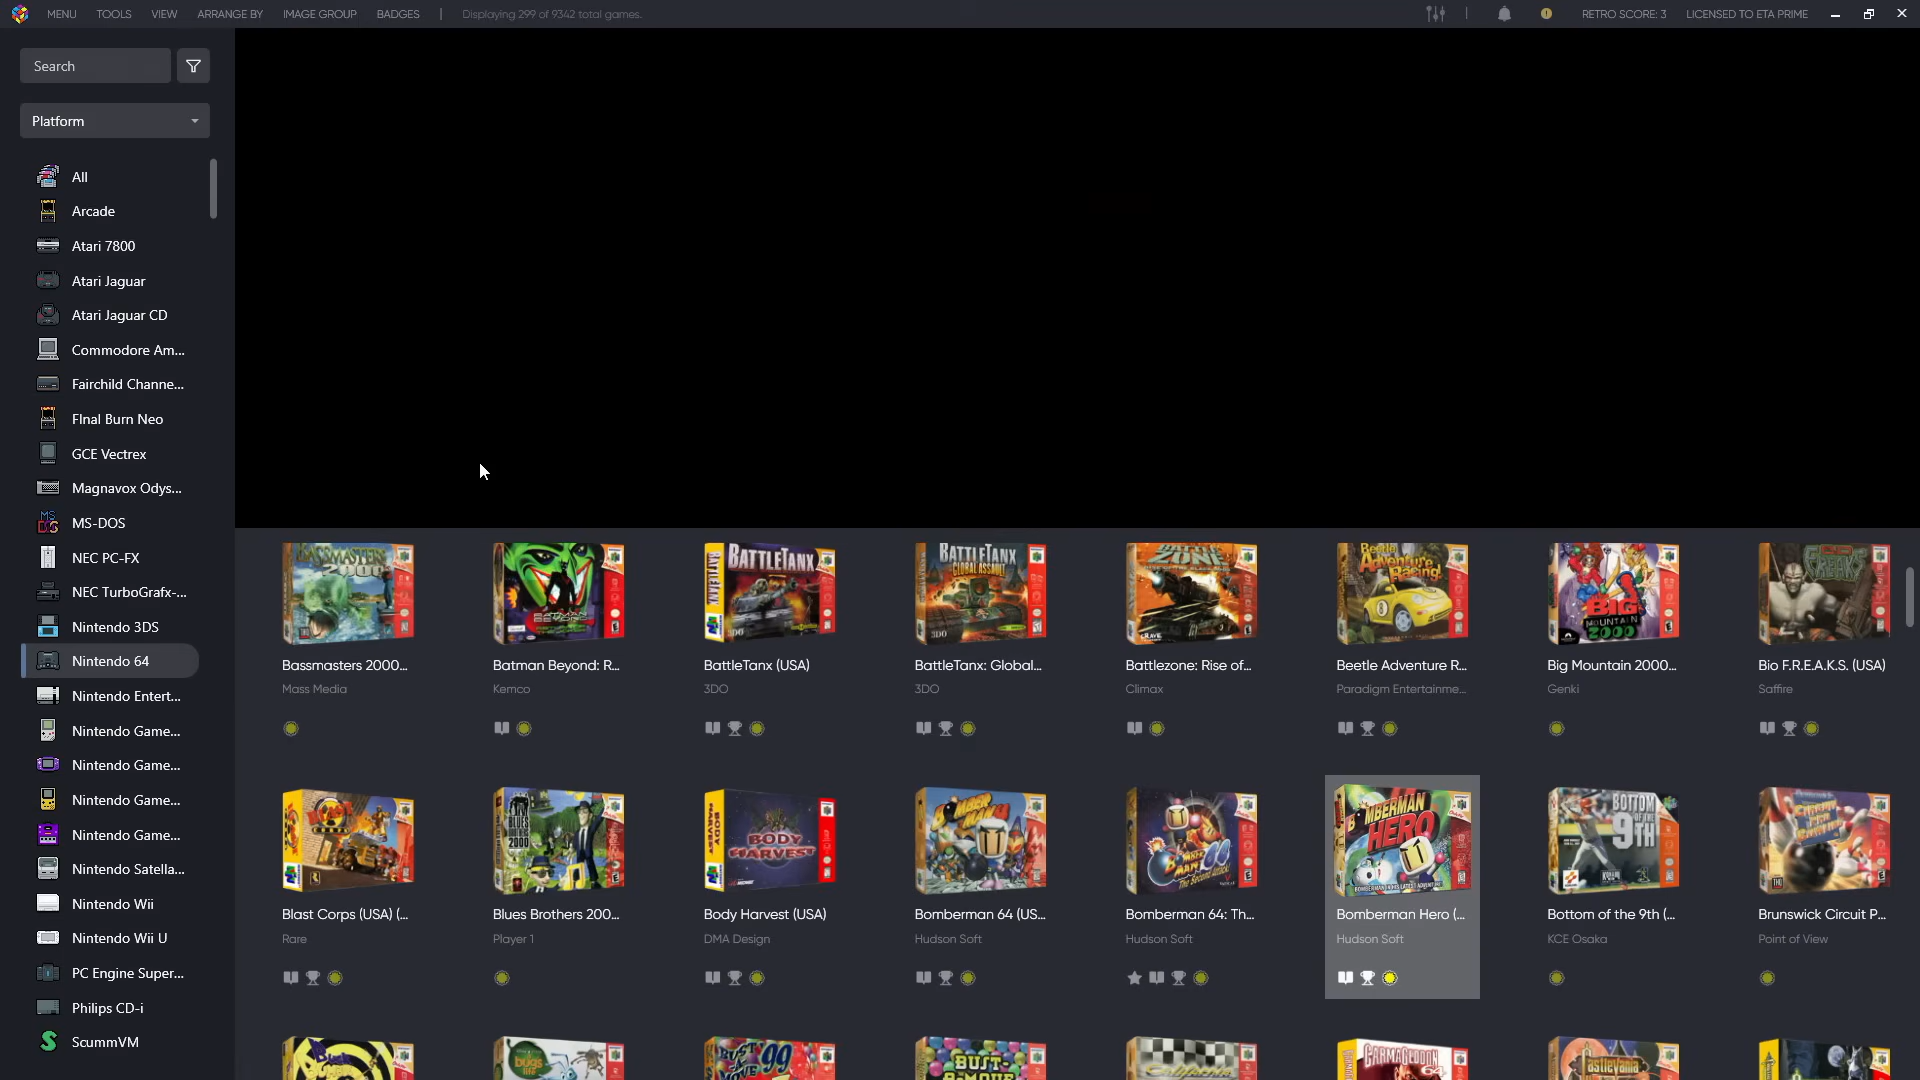 MENU TOOLS VIEW ARRANGE BY IMAGE GROUP BADGES | Displaying 299 of 9342 total games. RETRO SCORE: 3 LICENSED TO ETA PRIME
Search
Platform
All
Arcade
Atari 7800
Atari Jaguar
Atari Jaguar CD
Commodore Am...
Fairchild Channe...
FInal Burn Neo
GCE Vectrex
Magnavox Odys...
MS-DOS
NEC PC-FX
NEC TurboGrafx-...
Nintendo 3DS
Nintendo 64
Nintendo Entert...
Nintendo Game...
Nintendo Game...
Nintendo Game...
Nintendo Game...
Nintendo Satella...
Nintendo Wii
Nintendo Wii U
PC Engine Super...
Philips CD-i
ScummVM
Bassmasters 2000... Batman Beyond: R... BattleTanx (USA) BattleTanx: Global... Battlezone: Rise of... Beetle Adventure R... Big Mountain 2000... Bio F.R.E.A.K.S. (USA)
Mass Media Kemco 3DO 3DO Climax Paradigm Entertainme... Genki Saffire
Blast Corps (USA) (... Blues Brothers 200... Body Harvest (USA) Bomberman 64 (US... Bomberman 64: Th... Bomberman Hero (... Bottom of the 9th (... Brunswick Circuit P...
Rare Player 1 DMA Design Hudson Soft Hudson Soft Hudson Soft KCE Osaka Point of View